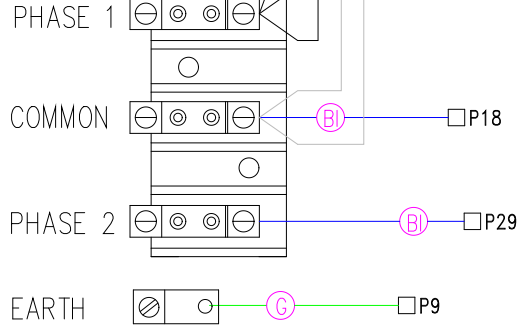 PHASE 1
COMMON BI P18
PHASE 2 BI P29
EARTH G P9